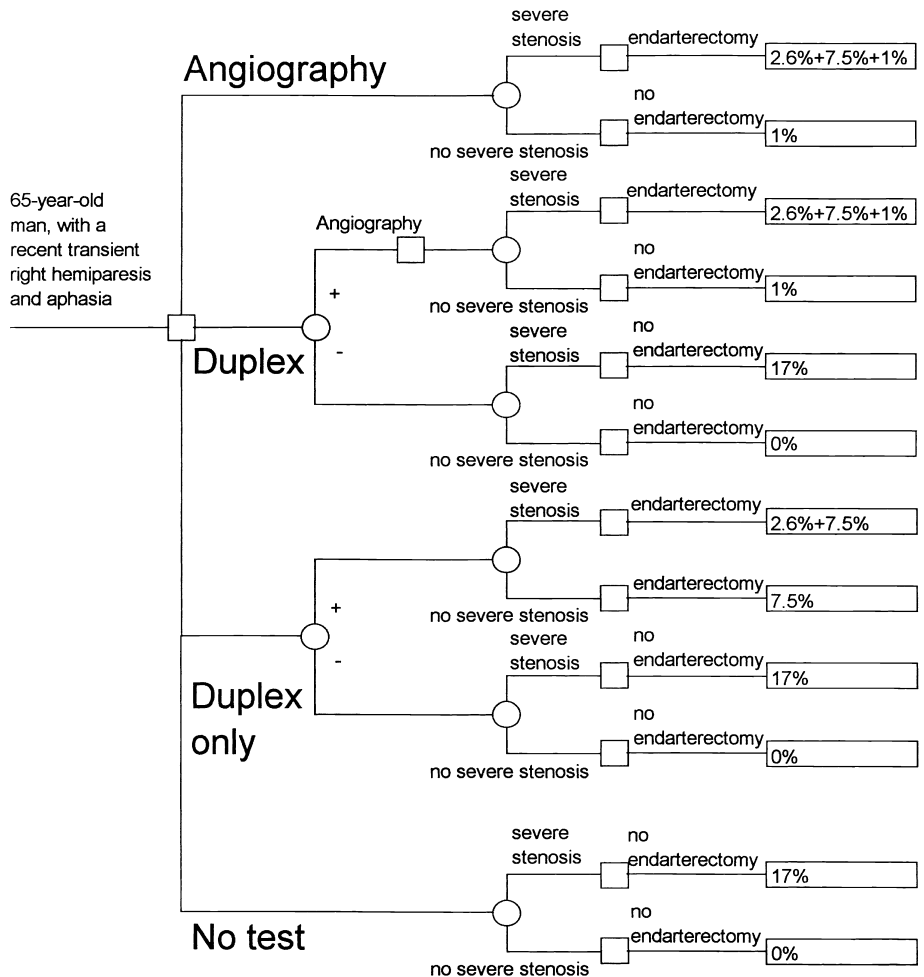 severe
stenosis
endarterectomy
2.6%+7.5%+1%
Angiography
no
endarterectomy
1%
no severe stenosis
65-year-old
man, with a
recent transient
right hemiparesis
and aphasia
severe
stenosis
endarterectomy
2.6%+7.5%+1%
Angiography
no
endarterectomy
1%
+
no severe stenosis
Duplex
-
severe
stenosis
no
endarterectomy
17%
no
endarterectomy
0%
no severe stenosis
severe
stenosis
endarterectomy
2.6%+7.5%
endarterectomy
7.5%
+
no severe stenosis
Duplex
only
-
severe
stenosis
no
endarterectomy
17%
no
endarterectomy
0%
no severe stenosis
severe
stenosis
no
endarterectomy
17%
No test
no
endarterectomy
0%
no severe stenosis